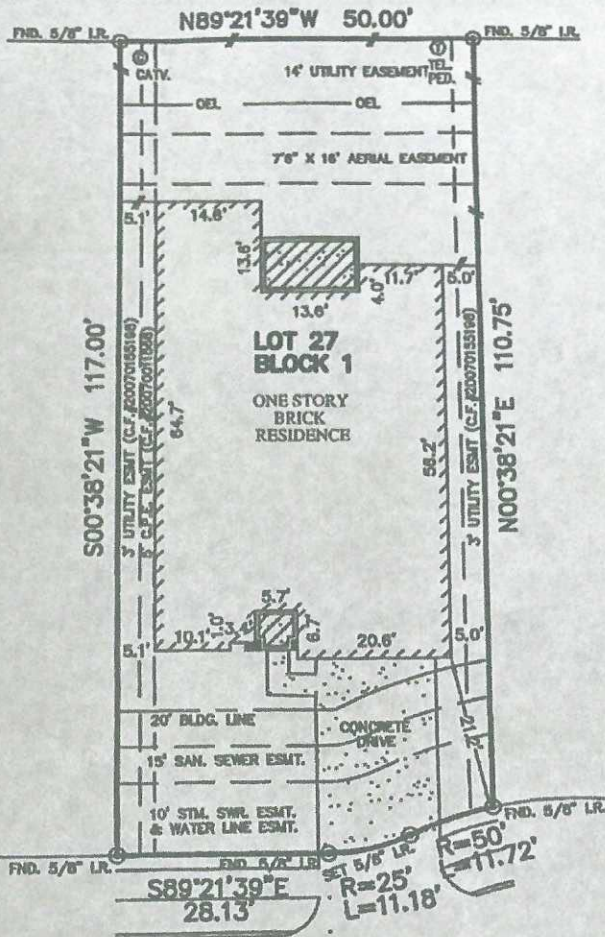 N89°21'39"W 50.00'
FND. 5/8" I.R.
FND. 5/8" I.R.
CATV.
14' UTILITY EASEMENT
TEL. PED.
OEL
OEL
7'6" X 16' AERIAL EASEMENT
5.1'
14.6'
13.6'
13.6'
4.0'
11.7'
5.0'
LOT 27
BLOCK 1
ONE STORY
BRICK
RESIDENCE
S00°38'21"W 117.00'
3' UTILITY ESMT (C.F.#20070155198)
64.7'
56.2'
3' UTILITY ESMT (C.F.#20070155198)
N00°38'21"E 110.75'
5.7'
5.1'
10.1'
6.7'
20.6'
5.0'
20' BLDG. LINE
CONCRETE
DRIVE
15' SAN. SEWER ESMT.
10' STM. SWR. ESMT.
& WATER LINE ESMT.
FND. 5/8" I.R.
FND. 5/8" I.R.
SET 5/8" I.R.
FND. 5/8" I.R.
S89°21'39"E
28.13'
R=25'
L=11.18'
R=50'
L=11.72'